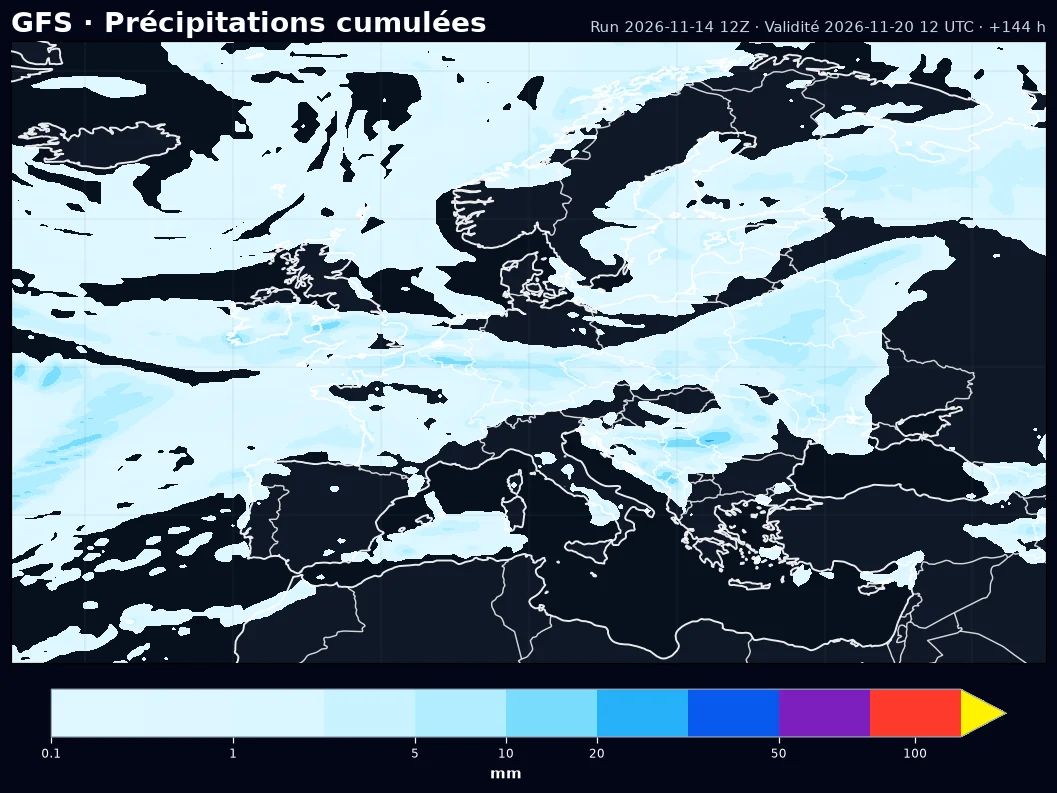 GFS · Précipitations cumulées
Run 2026-11-14 12Z · Validité 2026-11-20 12 UTC · +144 h
0.1 1 5 10 20 50 100
mm